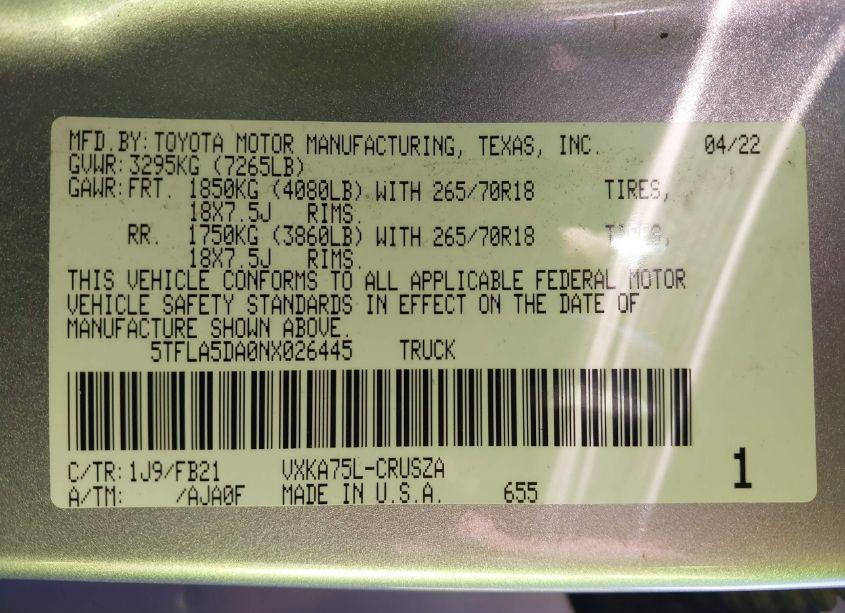 MFD.BY: TOYOTA MOTOR MANUFACTURING, TEXAS, INC. 04/22
GVWR: 3295KG (7265LB)
GAWR: FRT. 1850KG (4080LB) WITH 265/70R18 TIRES,
18X7.5J RIMS.
RR. 1750KG (3860LB) WITH 265/70R18 TIRES,
18X7.5J RIMS.
THIS VEHICLE CONFORMS TO ALL APPLICABLE FEDERAL MOTOR
VEHICLE SAFETY STANDARDS IN EFFECT ON THE DATE OF
MANUFACTURE SHOWN ABOVE.
5TFLA5DA0NX026445 TRUCK
C/TR: 1J9/FB21 VXKA75L-CRUSZA 1
A/TM: /AJA0F MADE IN U.S.A. 655